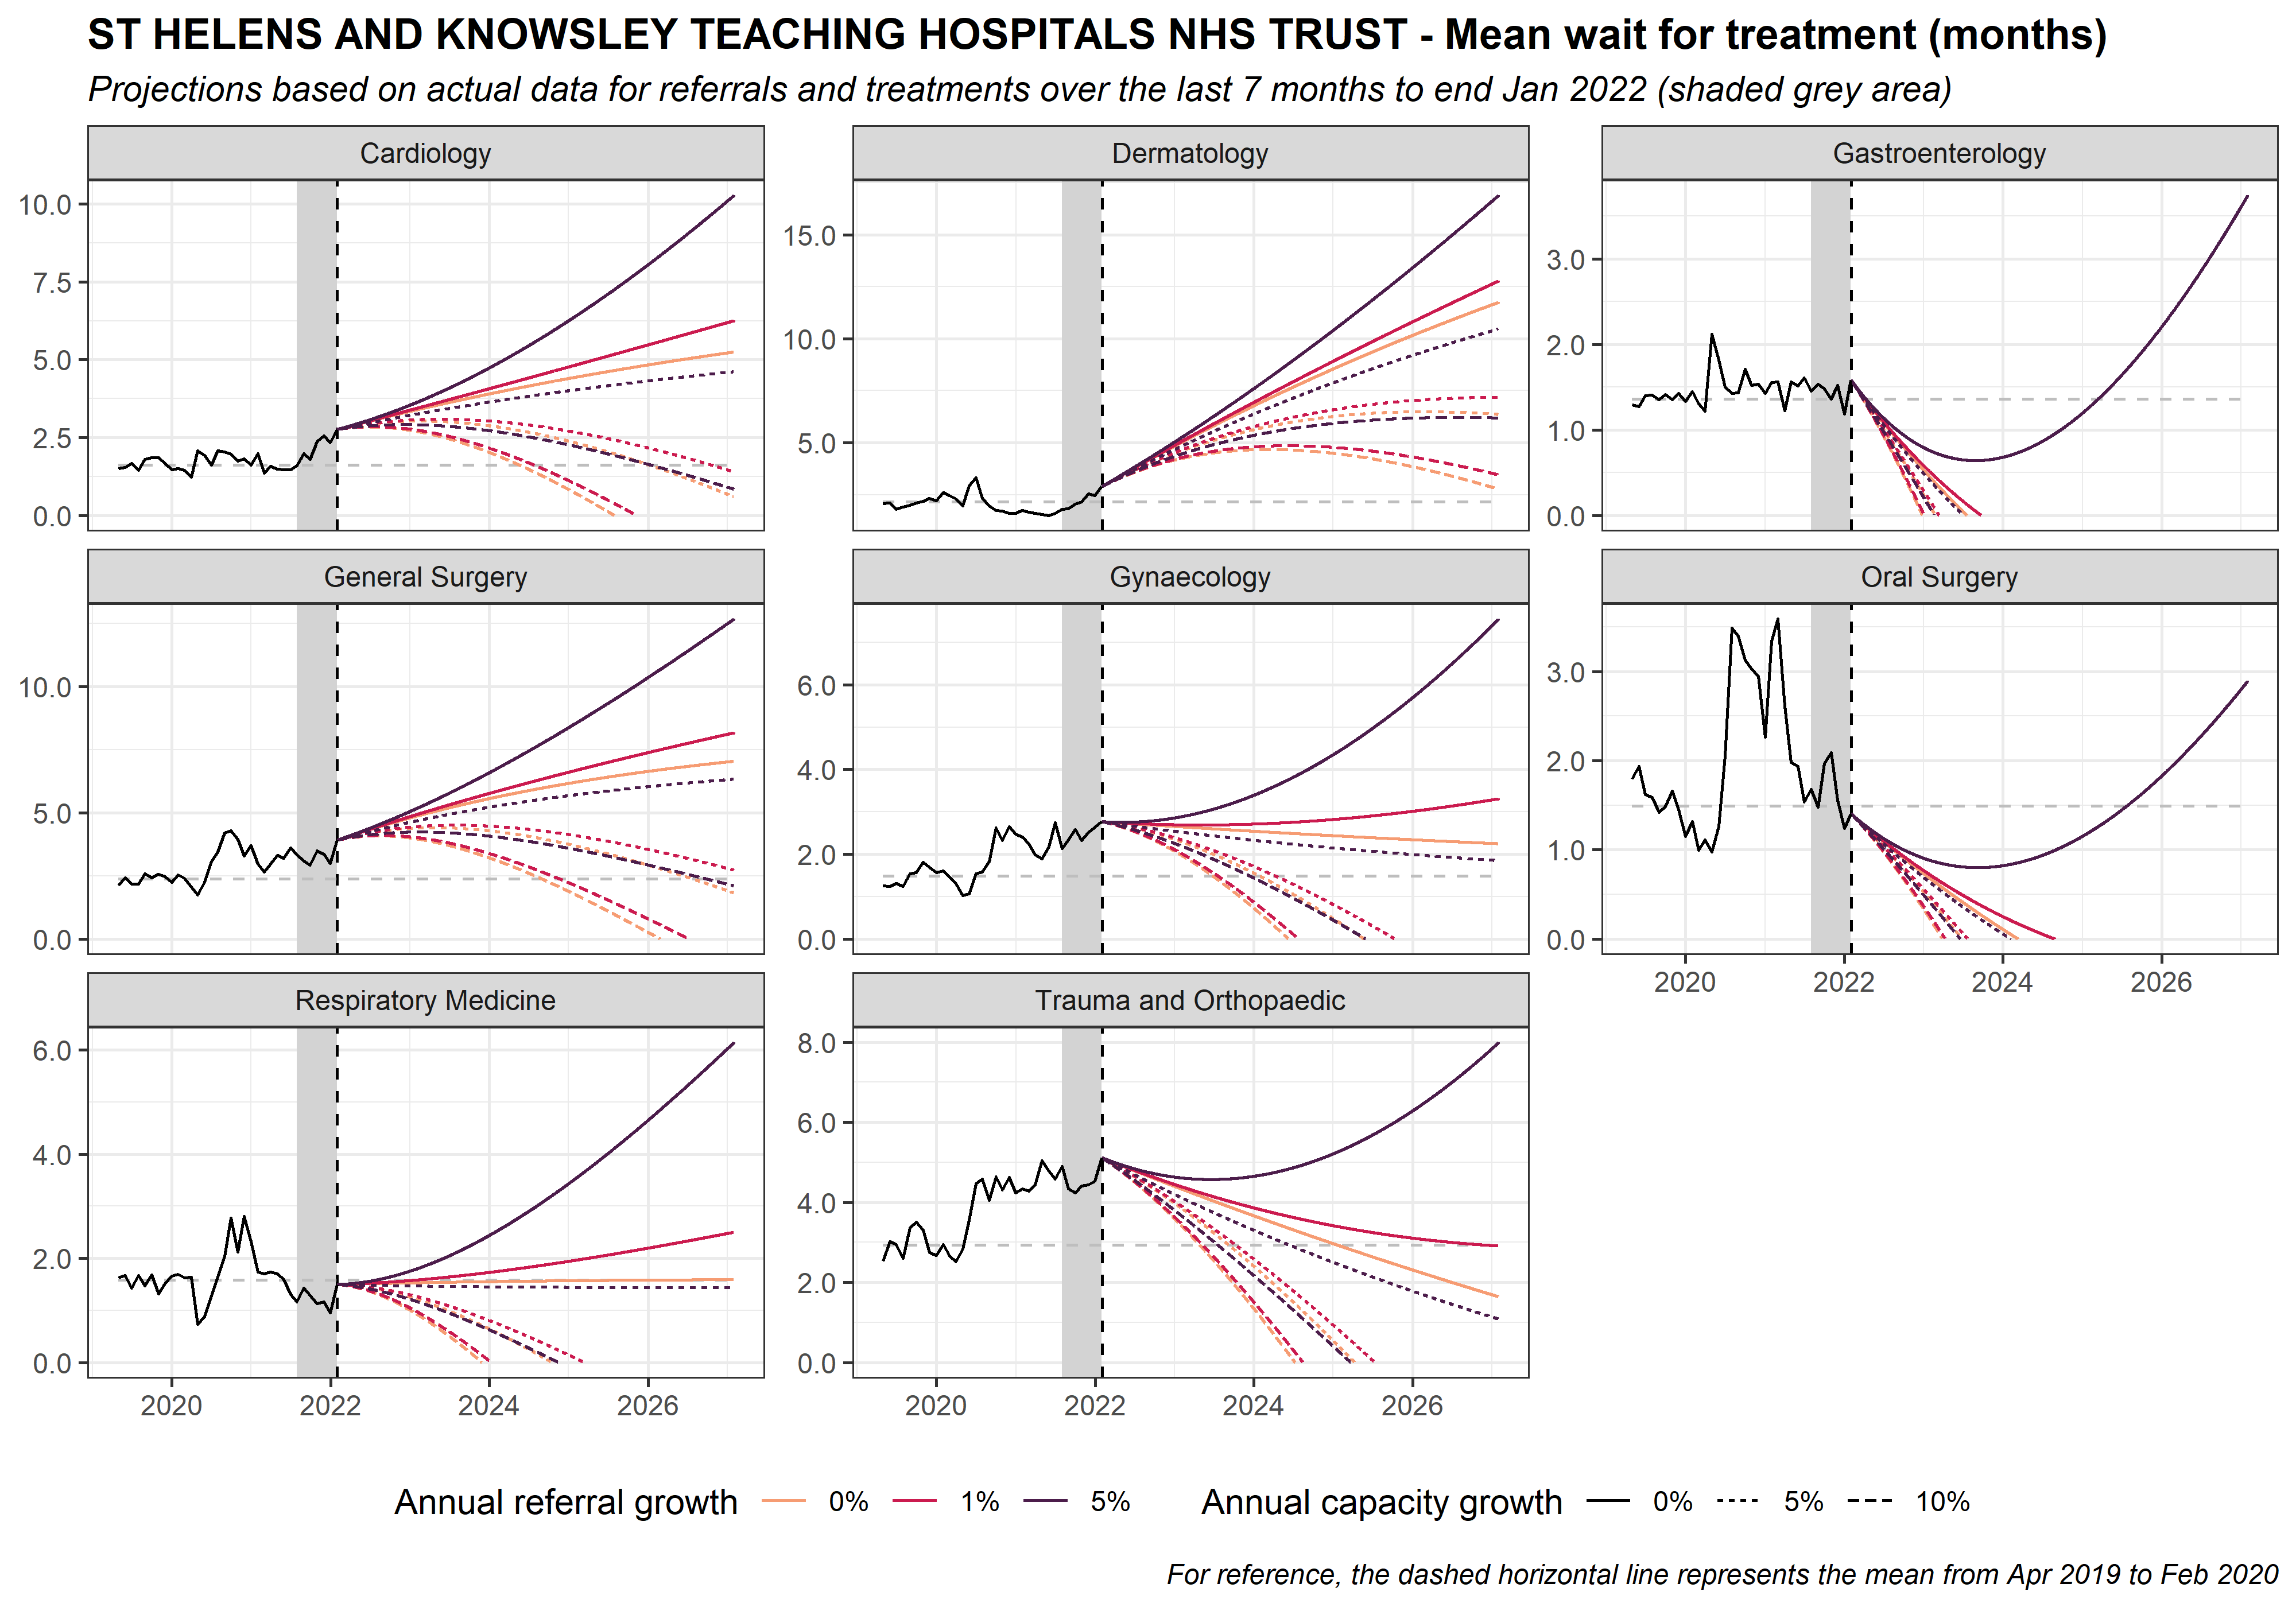 ST HELENS AND KNOWSLEY TEACHING HOSPITALS NHS TRUST - Mean wait for treatment (months)
Projections based on actual data for referrals and treatments over the last 7 months to end Jan 2022 (shaded grey area)
Cardiology
10.0
7.5
5.0
2.5
0.0
Dermatology
15.0
10.0
5.0
Gastroenterology
3.0
2.0
1.0
0.0
General Surgery
10.0
5.0
0.0
Gynaecology
6.0
4.0
2.0
0.0
Oral Surgery
3.0
2.0
1.0
0.0
2020 2022 2024 2026
Respiratory Medicine
6.0
4.0
2.0
0.0
2020 2022 2024 2026
Trauma and Orthopaedic
8.0
6.0
4.0
2.0
0.0
2020 2022 2024 2026
Annual referral growth 0% 1% 5% Annual capacity growth 0% 5% 10%
For reference, the dashed horizontal line represents the mean from Apr 2019 to Feb 2020